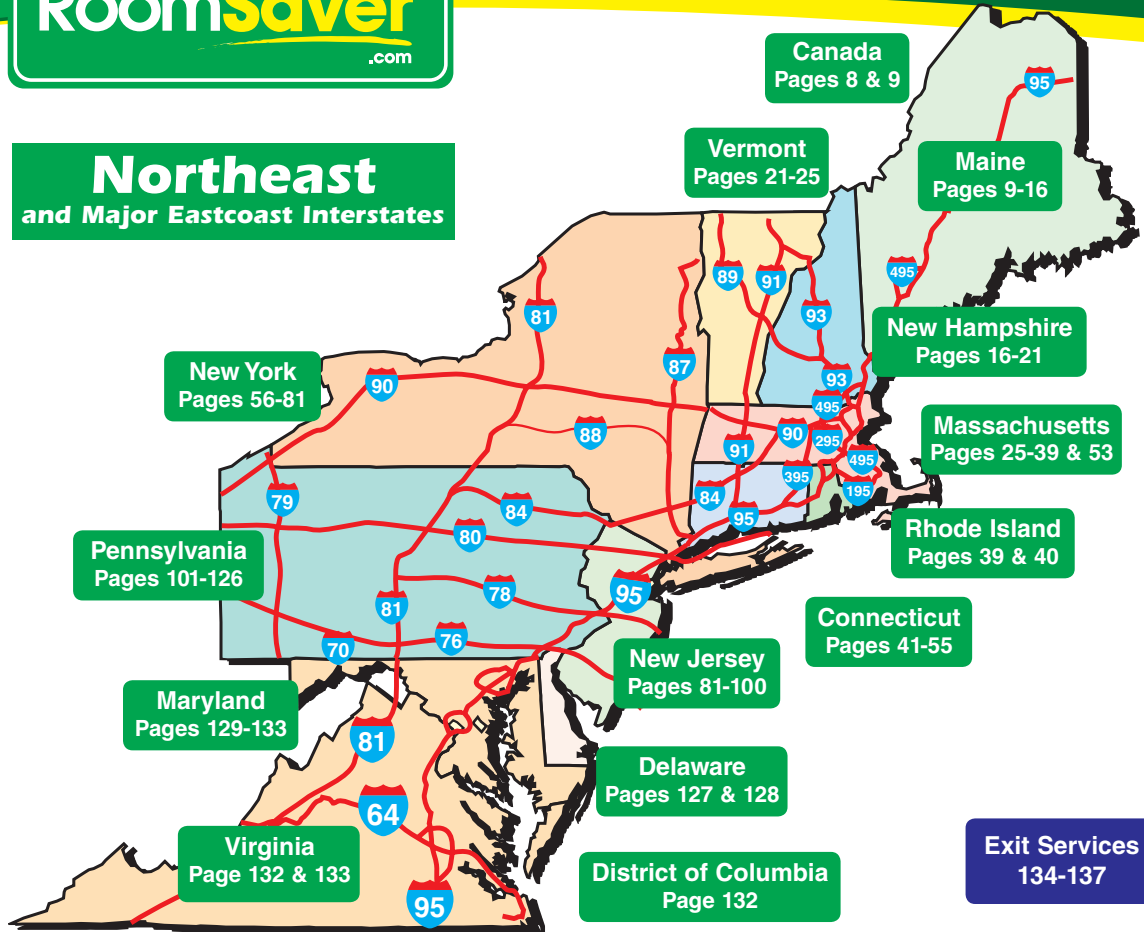 RoomSaver
.com
Northeast
and Major Eastcoast Interstates
Canada
Pages 8 & 9
Vermont
Pages 21-25
Maine
Pages 9-16
New Hampshire
Pages 16-21
New York
Pages 56-81
Massachusetts
Pages 25-39 & 53
Rhode Island
Pages 39 & 40
Pennsylvania
Pages 101-126
Connecticut
Pages 41-55
New Jersey
Pages 81-100
Maryland
Pages 129-133
Delaware
Pages 127 & 128
Virginia
Page 132 & 133
District of Columbia
Page 132
Exit Services
134-137
95
495
89
91
93
81
87
93
90
495
88
90
295
91
495
395
195
79
84
84
95
80
95
78
81
76
70
81
64
95